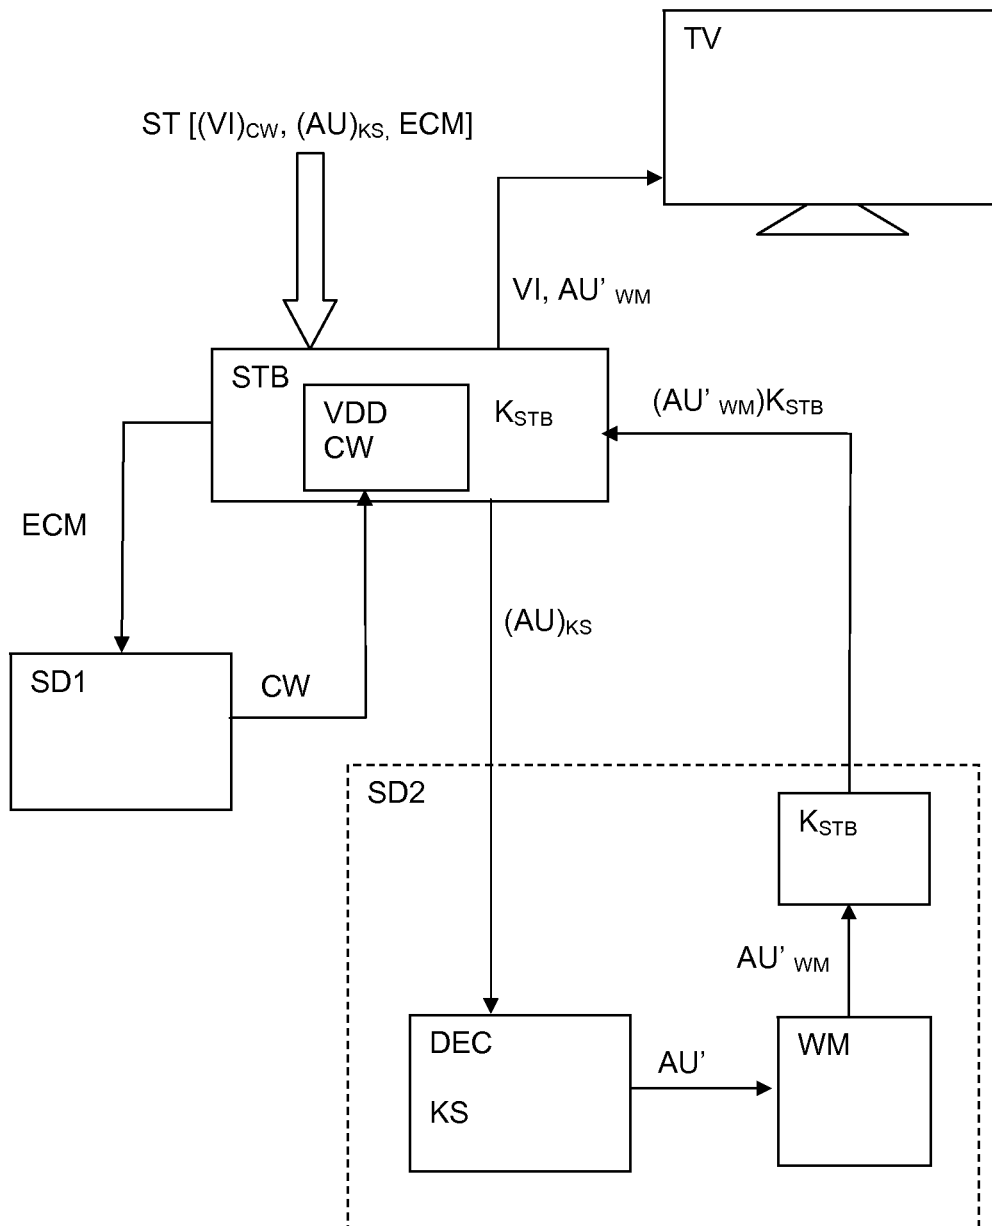 TV
ST [(VI)CW, (AU)KS, ECM]
VI, AU’ WM
STB
VDD
CW
KSTB
(AU’ WM)KSTB
ECM
(AU)KS
SD1
CW
SD2
KSTB
AU’ WM
DEC
KS
AU’
WM